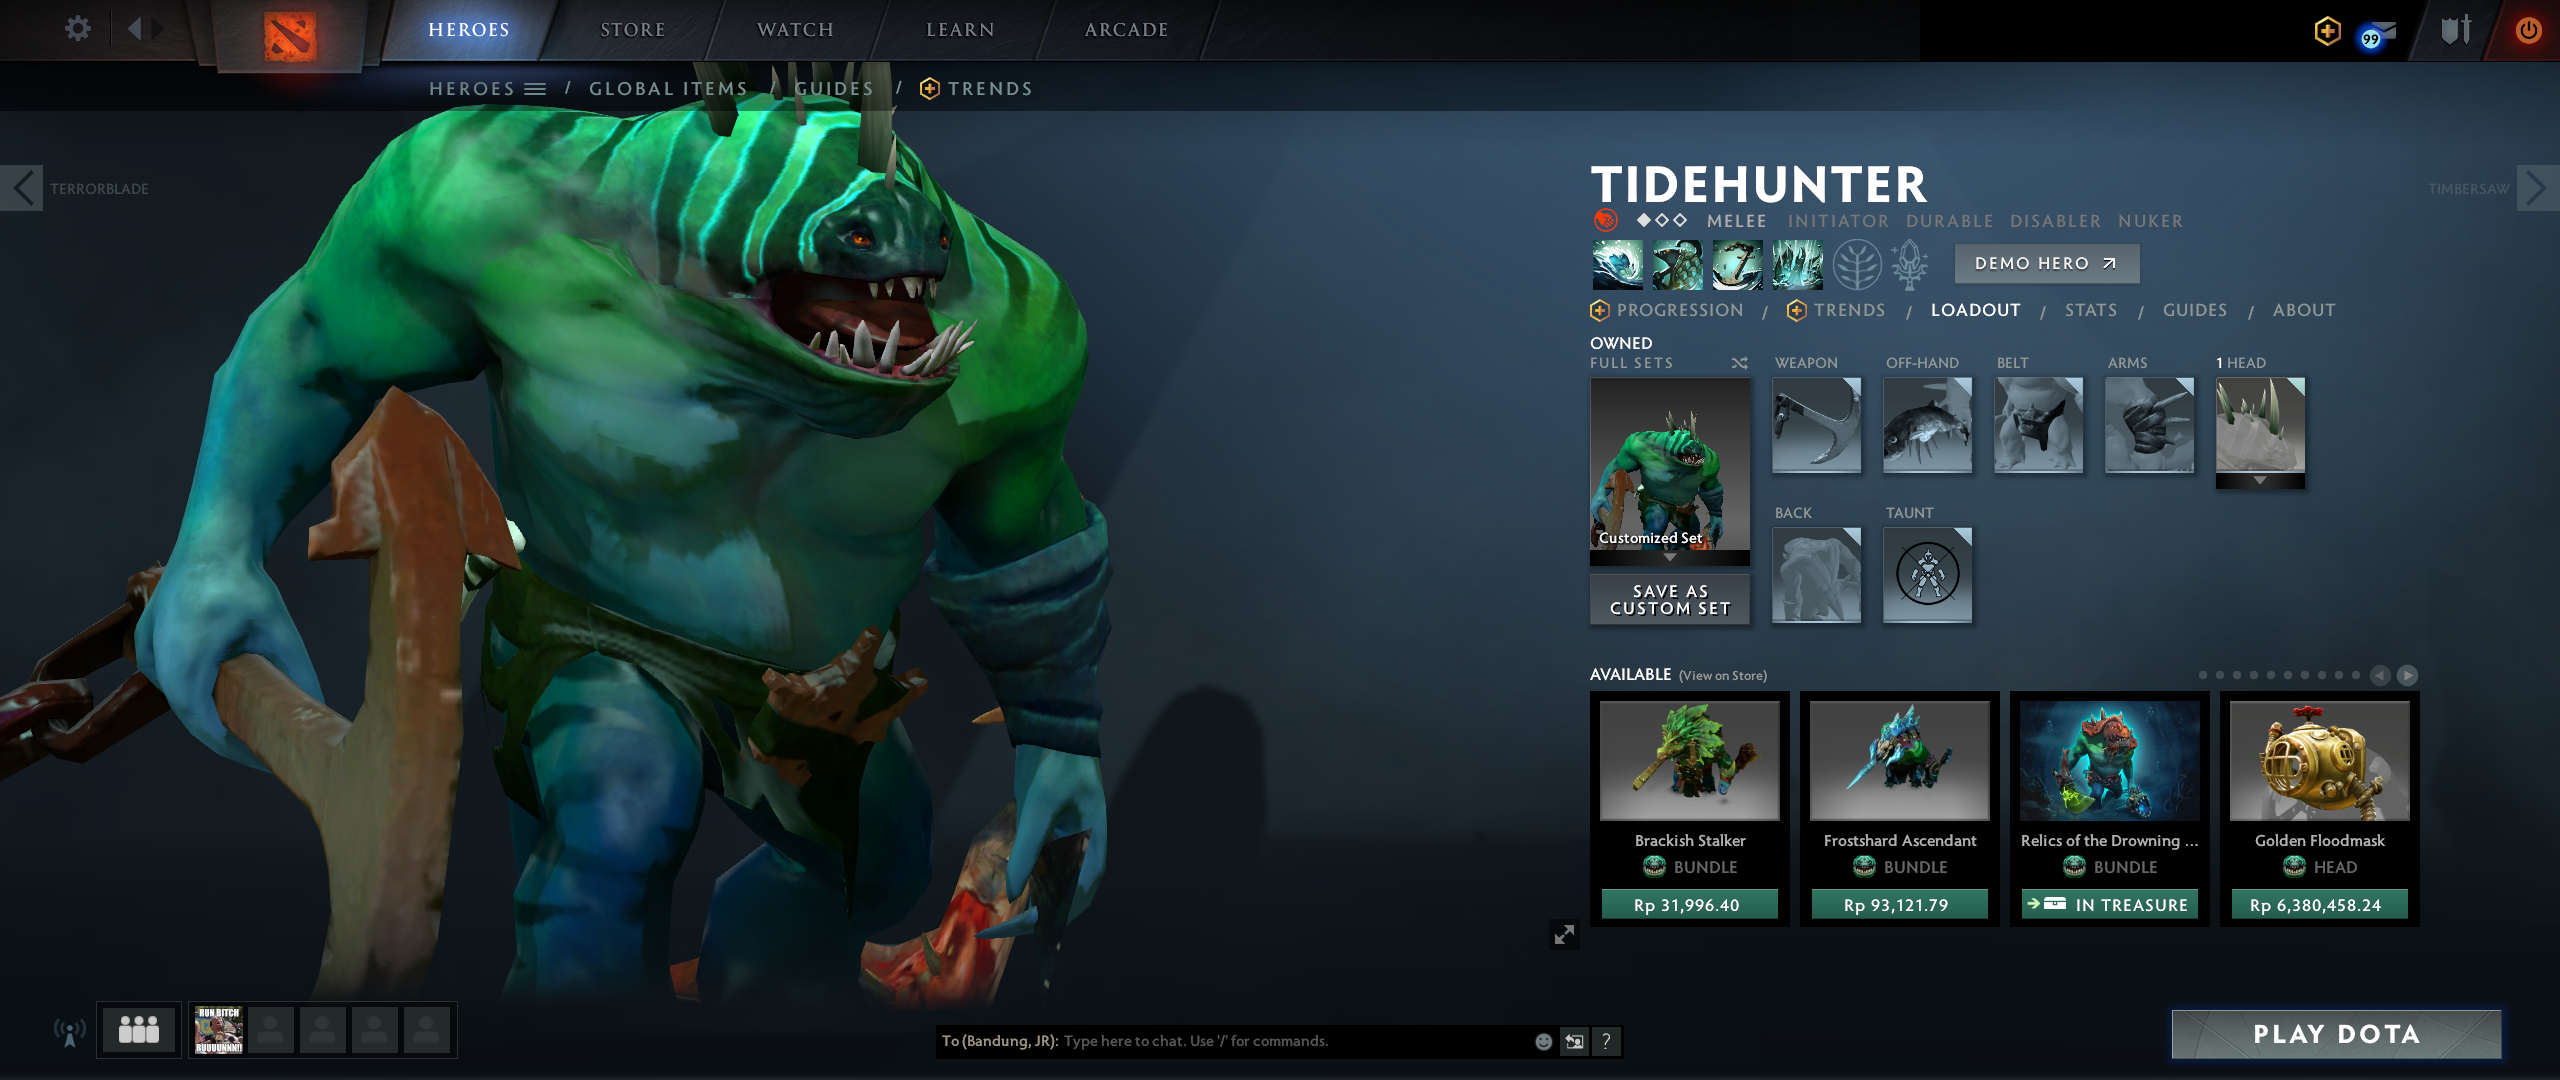 HEROES
STORE
WATCH
LEARN
ARCADE
99
HEROES / GLOBAL ITEMS / GUIDES / TRENDS
TERRORBLADE
TIMBERSAW
TIDEHUNTER
MELEE INITIATOR DURABLE DISABLER NUKER
DEMO HERO
PROGRESSION / TRENDS / LOADOUT / STATS / GUIDES / ABOUT
OWNED
FULL SETS
WEAPON
OFF-HAND
BELT
ARMS
1 HEAD
Customized Set
SAVE AS
CUSTOM SET
BACK
TAUNT
AVAILABLE (View on Store)
Brackish Stalker
BUNDLE
Rp 31,996.40
Frostshard Ascendant
BUNDLE
Rp 93,121.79
Relics of the Drowning ...
BUNDLE
IN TREASURE
Golden Floodmask
HEAD
Rp 6,380,458.24
RUN BITCH
RUUUUNNN!!
To (Bandung, JR): Type here to chat. Use '/' for commands.
?
PLAY DOTA